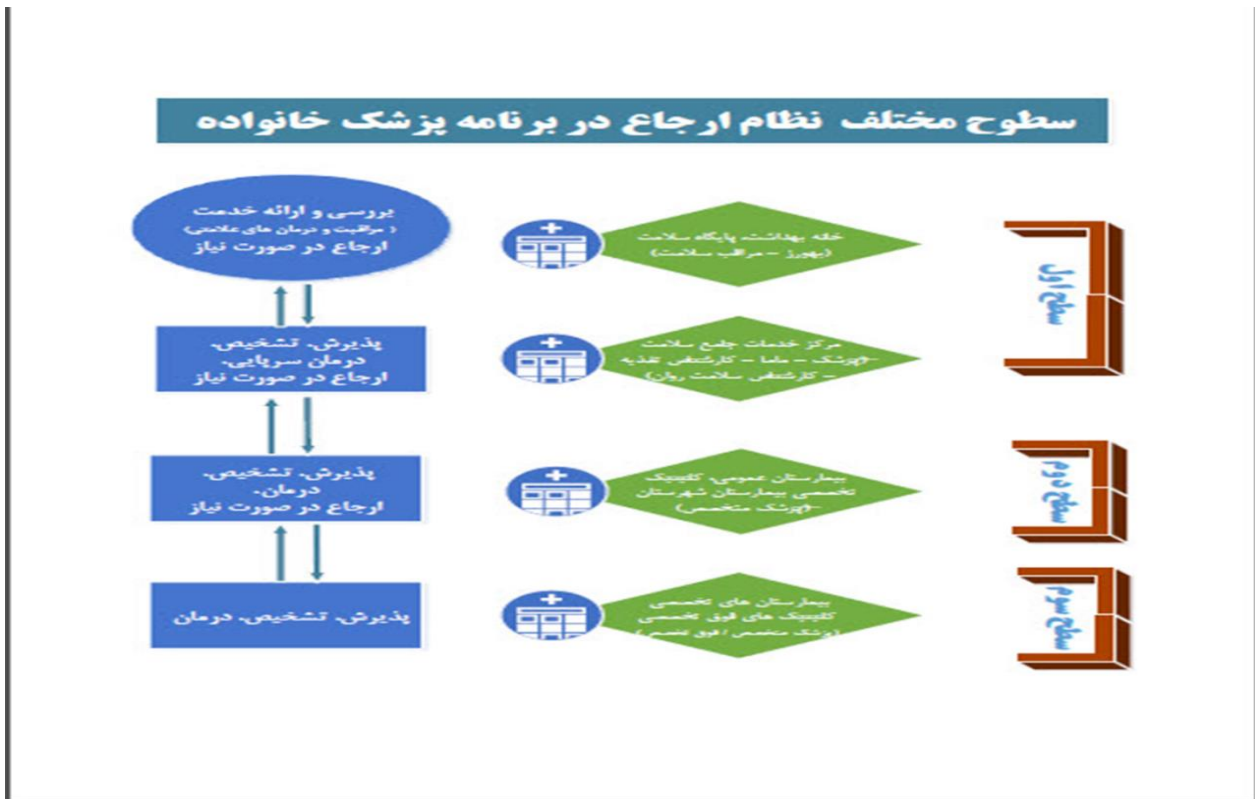 سطوح مختلف نظام ارجاع در برنامه پزشک خانواده
سطح اول
خانه بهداشت، پایگاه سلامت
(بهورز – مراقب سلامت)
بررسی و ارائه خدمت
( مراقبت و درمان های علامتی)
ارجاع در صورت نیاز
مرکز خدمات جامع سلامت
(پزشک – ماما – کارشناس تغذیه
– کارشناس سلامت روان)
پذیرش، تشخیص،
درمان سرپایی،
ارجاع در صورت نیاز
سطح دوم
بیمارستان عمومی، کلینیک
تخصصی بیمارستان شهرستان
(پزشک متخصص)
پذیرش، تشخیص،
درمان،
ارجاع در صورت نیاز
سطح سوم
بیمارستان های تخصصی
کلینیک های فوق تخصصی
(پزشک متخصص / فوق تخصص)
پذیرش، تشخیص، درمان